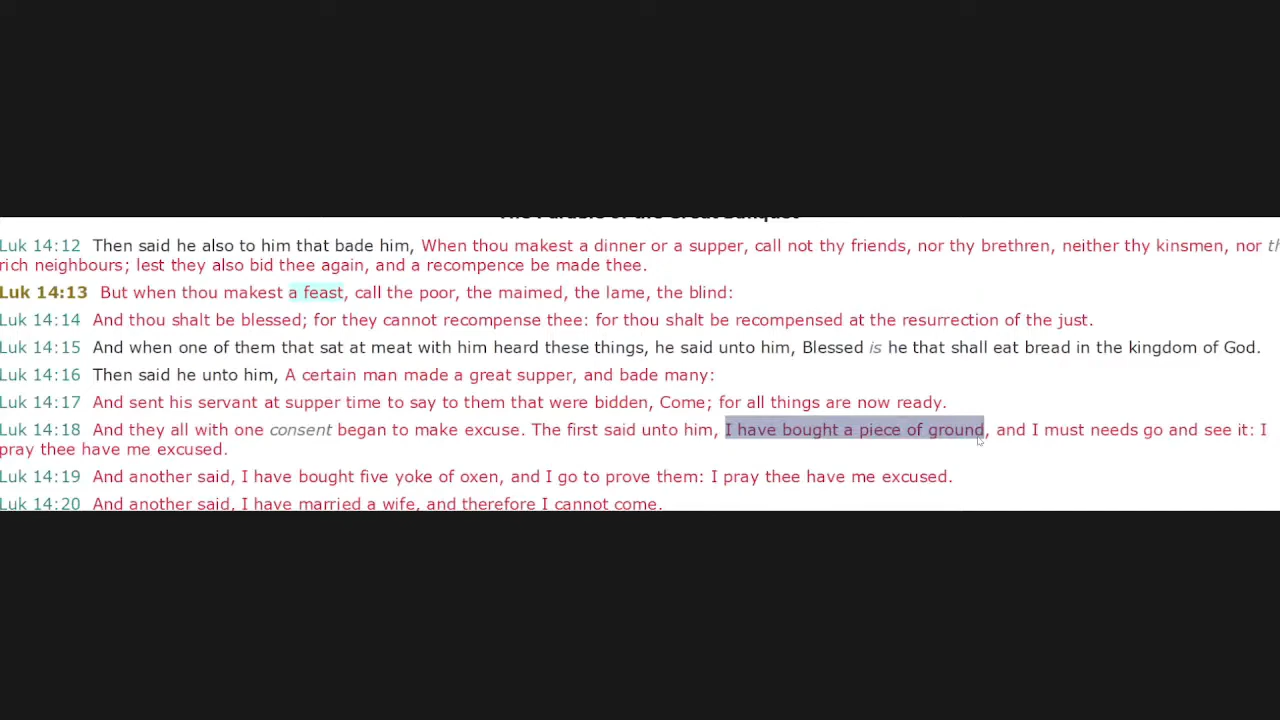 The Parable of the Great Banquet
Luk 14:12 Then said he also to him that bade him, When thou makest a dinner or a supper, call not thy friends, nor thy brethren, neither thy kinsmen, nor
rich neighbours; lest they also bid thee again, and a recompence be made thee.
Luk 14:13 But when thou makest a feast, call the poor, the maimed, the lame, the blind:
Luk 14:14 And thou shalt be blessed; for they cannot recompense thee: for thou shalt be recompensed at the resurrection of the just.
Luk 14:15 And when one of them that sat at meat with him heard these things, he said unto him, Blessed is he that shall eat bread in the kingdom of God.
Luk 14:16 Then said he unto him, A certain man made a great supper, and bade many:
Luk 14:17 And sent his servant at supper time to say to them that were bidden, Come; for all things are now ready.
Luk 14:18 And they all with one consent began to make excuse. The first said unto him, I have bought a piece of ground, and I must needs go and see it: I
pray thee have me excused.
Luk 14:19 And another said, I have bought five yoke of oxen, and I go to prove them: I pray thee have me excused.
Luk 14:20 And another said, I have married a wife, and therefore I cannot come.